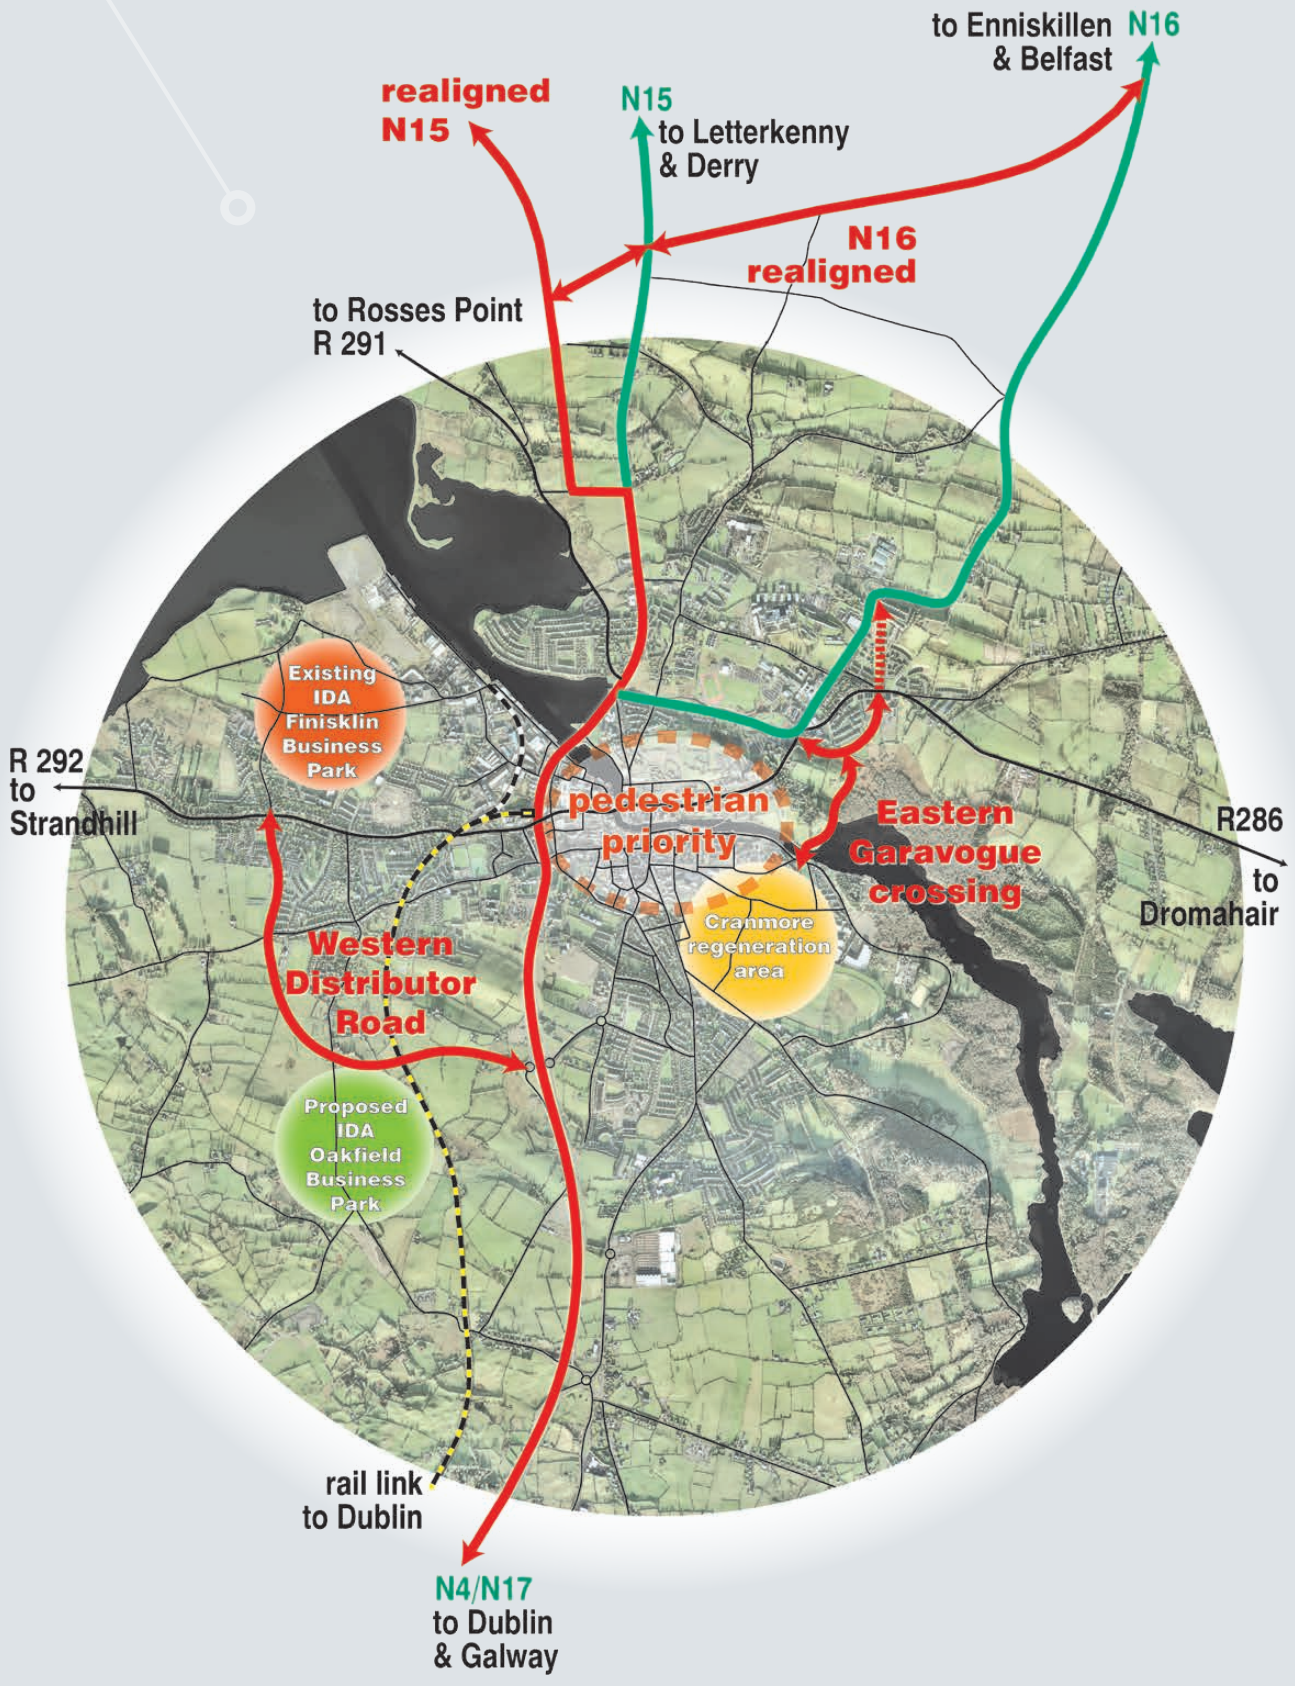 to Enniskillen N16
& Belfast
realigned
N15
N15
to Letterkenny
& Derry
N16
realigned
to Rosses Point
R 291
Existing
IDA
Finisklin
Business
Park
R 292
to
Strandhill
pedestrian
priority
Eastern
Garavogue
crossing
R286
to
Dromahair
Cranmore
regeneration
area
Western
Distributor
Road
Proposed
IDA
Oakfield
Business
Park
rail link
to Dublin
N4/N17
to Dublin
& Galway